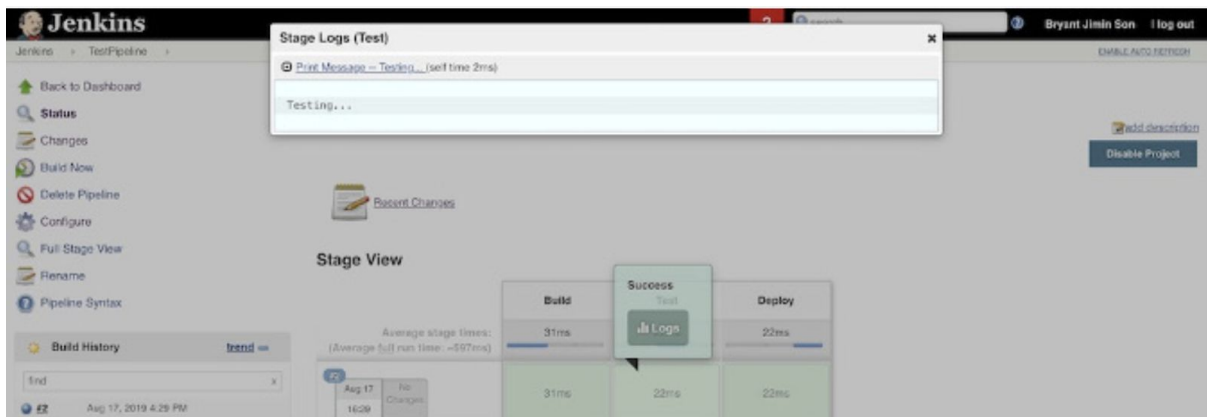 Jenkins
2
search
Bryant Jimin Son
log out
Jenkins
TestPipeline
ENABLE AUTO REFRESH
Stage Logs (Test)
Print Message -- Testing... (self time 2ms)
Testing...
Back to Dashboard
Status
Changes
Build Now
Delete Pipeline
Configure
Full Stage View
Rename
Pipeline Syntax
add description
Disable Project
Recent Changes
Stage View
Success
Build
Test
Deploy
Logs
Average stage times:
31ms
22ms
(Average full run time: ~597ms)
Build History
trend
find
x
#2
Aug 17, 2019 4:29 PM
#2
Aug 17
16:29
No
Changes
31ms
22ms
22ms